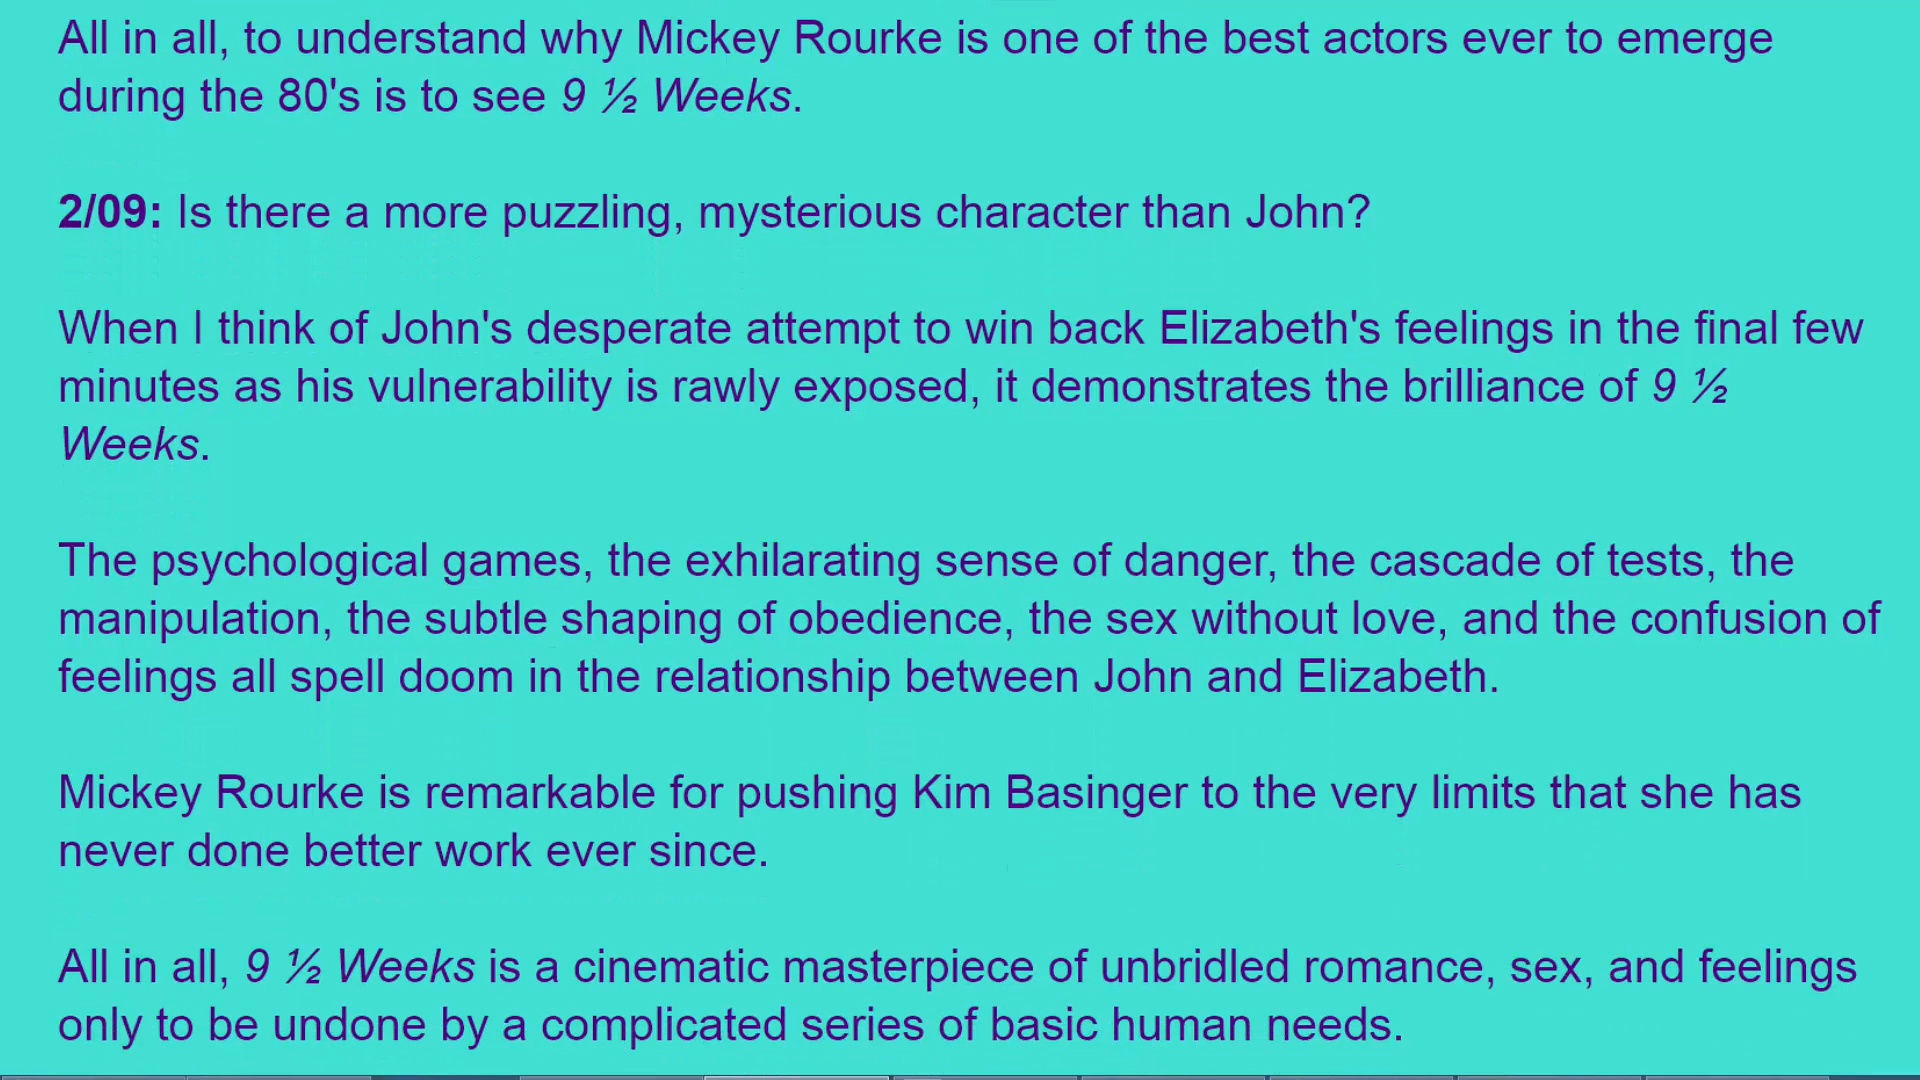 All in all, to understand why Mickey Rourke is one of the best actors ever to emerge
during the 80's is to see 9 ½ Weeks.
2/09: Is there a more puzzling, mysterious character than John?
When I think of John's desperate attempt to win back Elizabeth's feelings in the final few
minutes as his vulnerability is rawly exposed, it demonstrates the brilliance of 9 ½
Weeks.
The psychological games, the exhilarating sense of danger, the cascade of tests, the
manipulation, the subtle shaping of obedience, the sex without love, and the confusion of
feelings all spell doom in the relationship between John and Elizabeth.
Mickey Rourke is remarkable for pushing Kim Basinger to the very limits that she has
never done better work ever since.
All in all, 9 ½ Weeks is a cinematic masterpiece of unbridled romance, sex, and feelings
only to be undone by a complicated series of basic human needs.